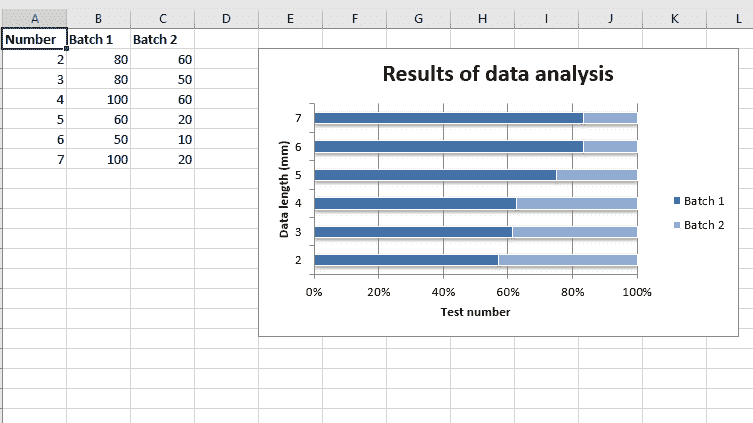 A B C D E F G H I J K L
Number Batch 1 Batch 2
2 80 60
3 80 50
4 100 60
5 60 20
6 50 10
7 100 20
Results of data analysis
Data length (mm)
7
6
5
4
3
2
0% 20% 40% 60% 80% 100%
Test number
Batch 1
Batch 2